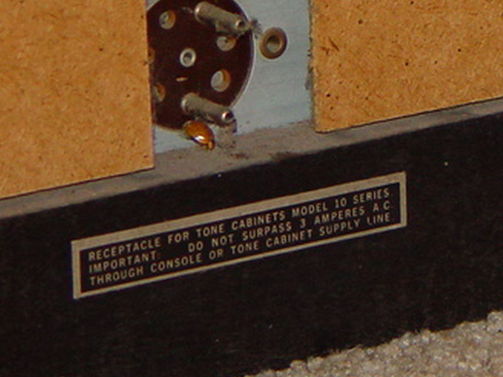 RECEPTACLE FOR TONE CABINETS MODEL 10 SERIES
IMPORTANT: DO NOT SURPASS 3 AMPERES A.C.
THROUGH CONSOLE OR TONE CABINET SUPPLY LINE